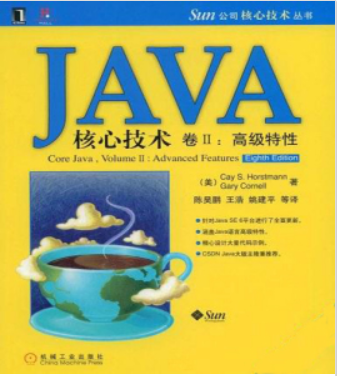 Sun 公司核心技术丛书
JAVA
核心技术 卷 II：高级特性
Core Java, Volume II: Advanced Features Eighth Edition
（美） Cay S. Horstmann
Gary Cornell 著
陈昊鹏 王浩 姚建平 等译
针对Java SE 6平台进行了全面更新。
涵盖Java语言高级特性。
核心设计大量代码示例。
CSDN Java大版主隆重推荐。
Sun
机械工业出版社
China Machine Press